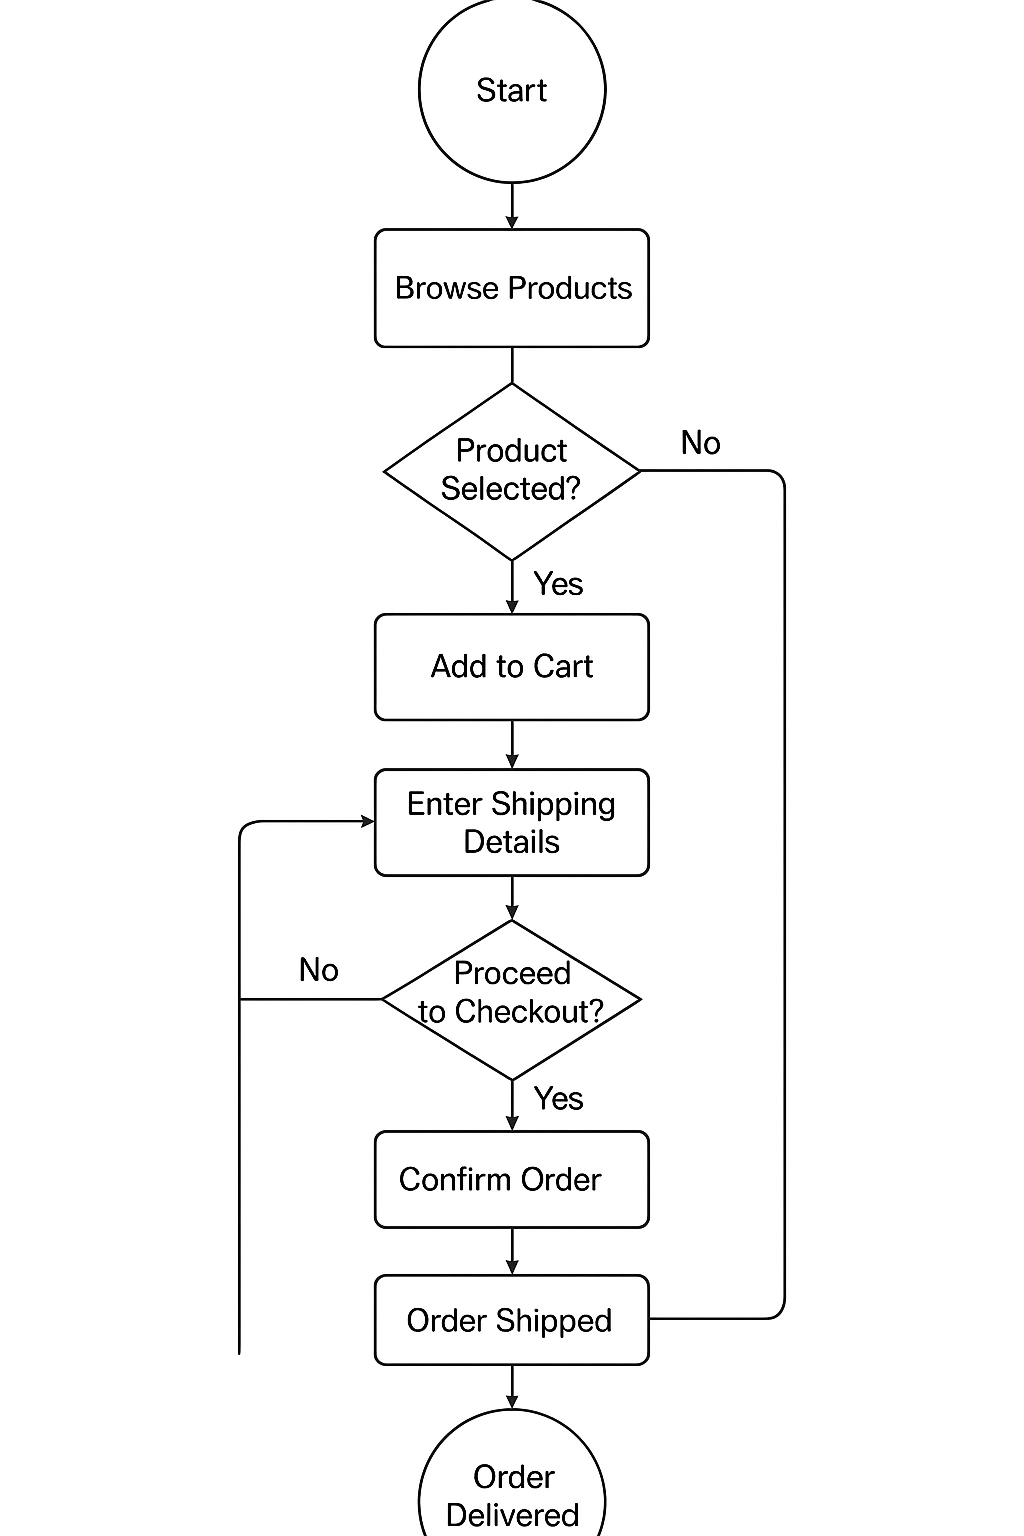 Start
Browse Products
Product
Selected?
No
Yes
Add to Cart
Enter Shipping
Details
No
Proceed
to Checkout?
Yes
Confirm Order
Order Shipped
Order
Delivered